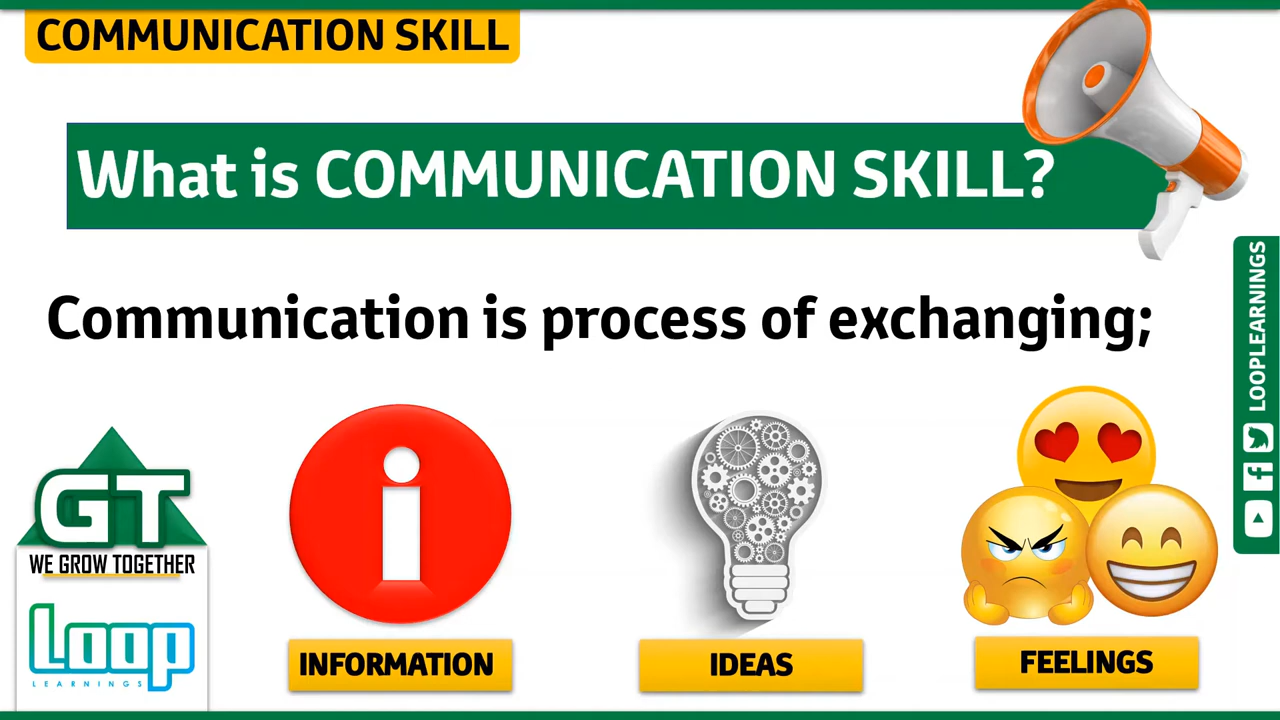 COMMUNICATION SKILL
What is COMMUNICATION SKILL?
Communication is process of exchanging;
LOOPLEARNINGS
GT
WE GROW TOGETHER
Loop
LEARNINGS
INFORMATION
IDEAS
FEELINGS